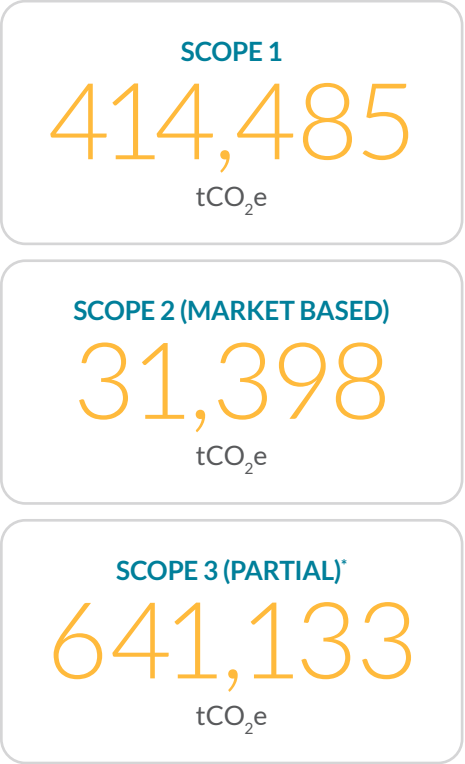 SCOPE 1
414,485
tCO₂e
SCOPE 2 (MARKET BASED)
31,398
tCO₂e
SCOPE 3 (PARTIAL)*
641,133
tCO₂e